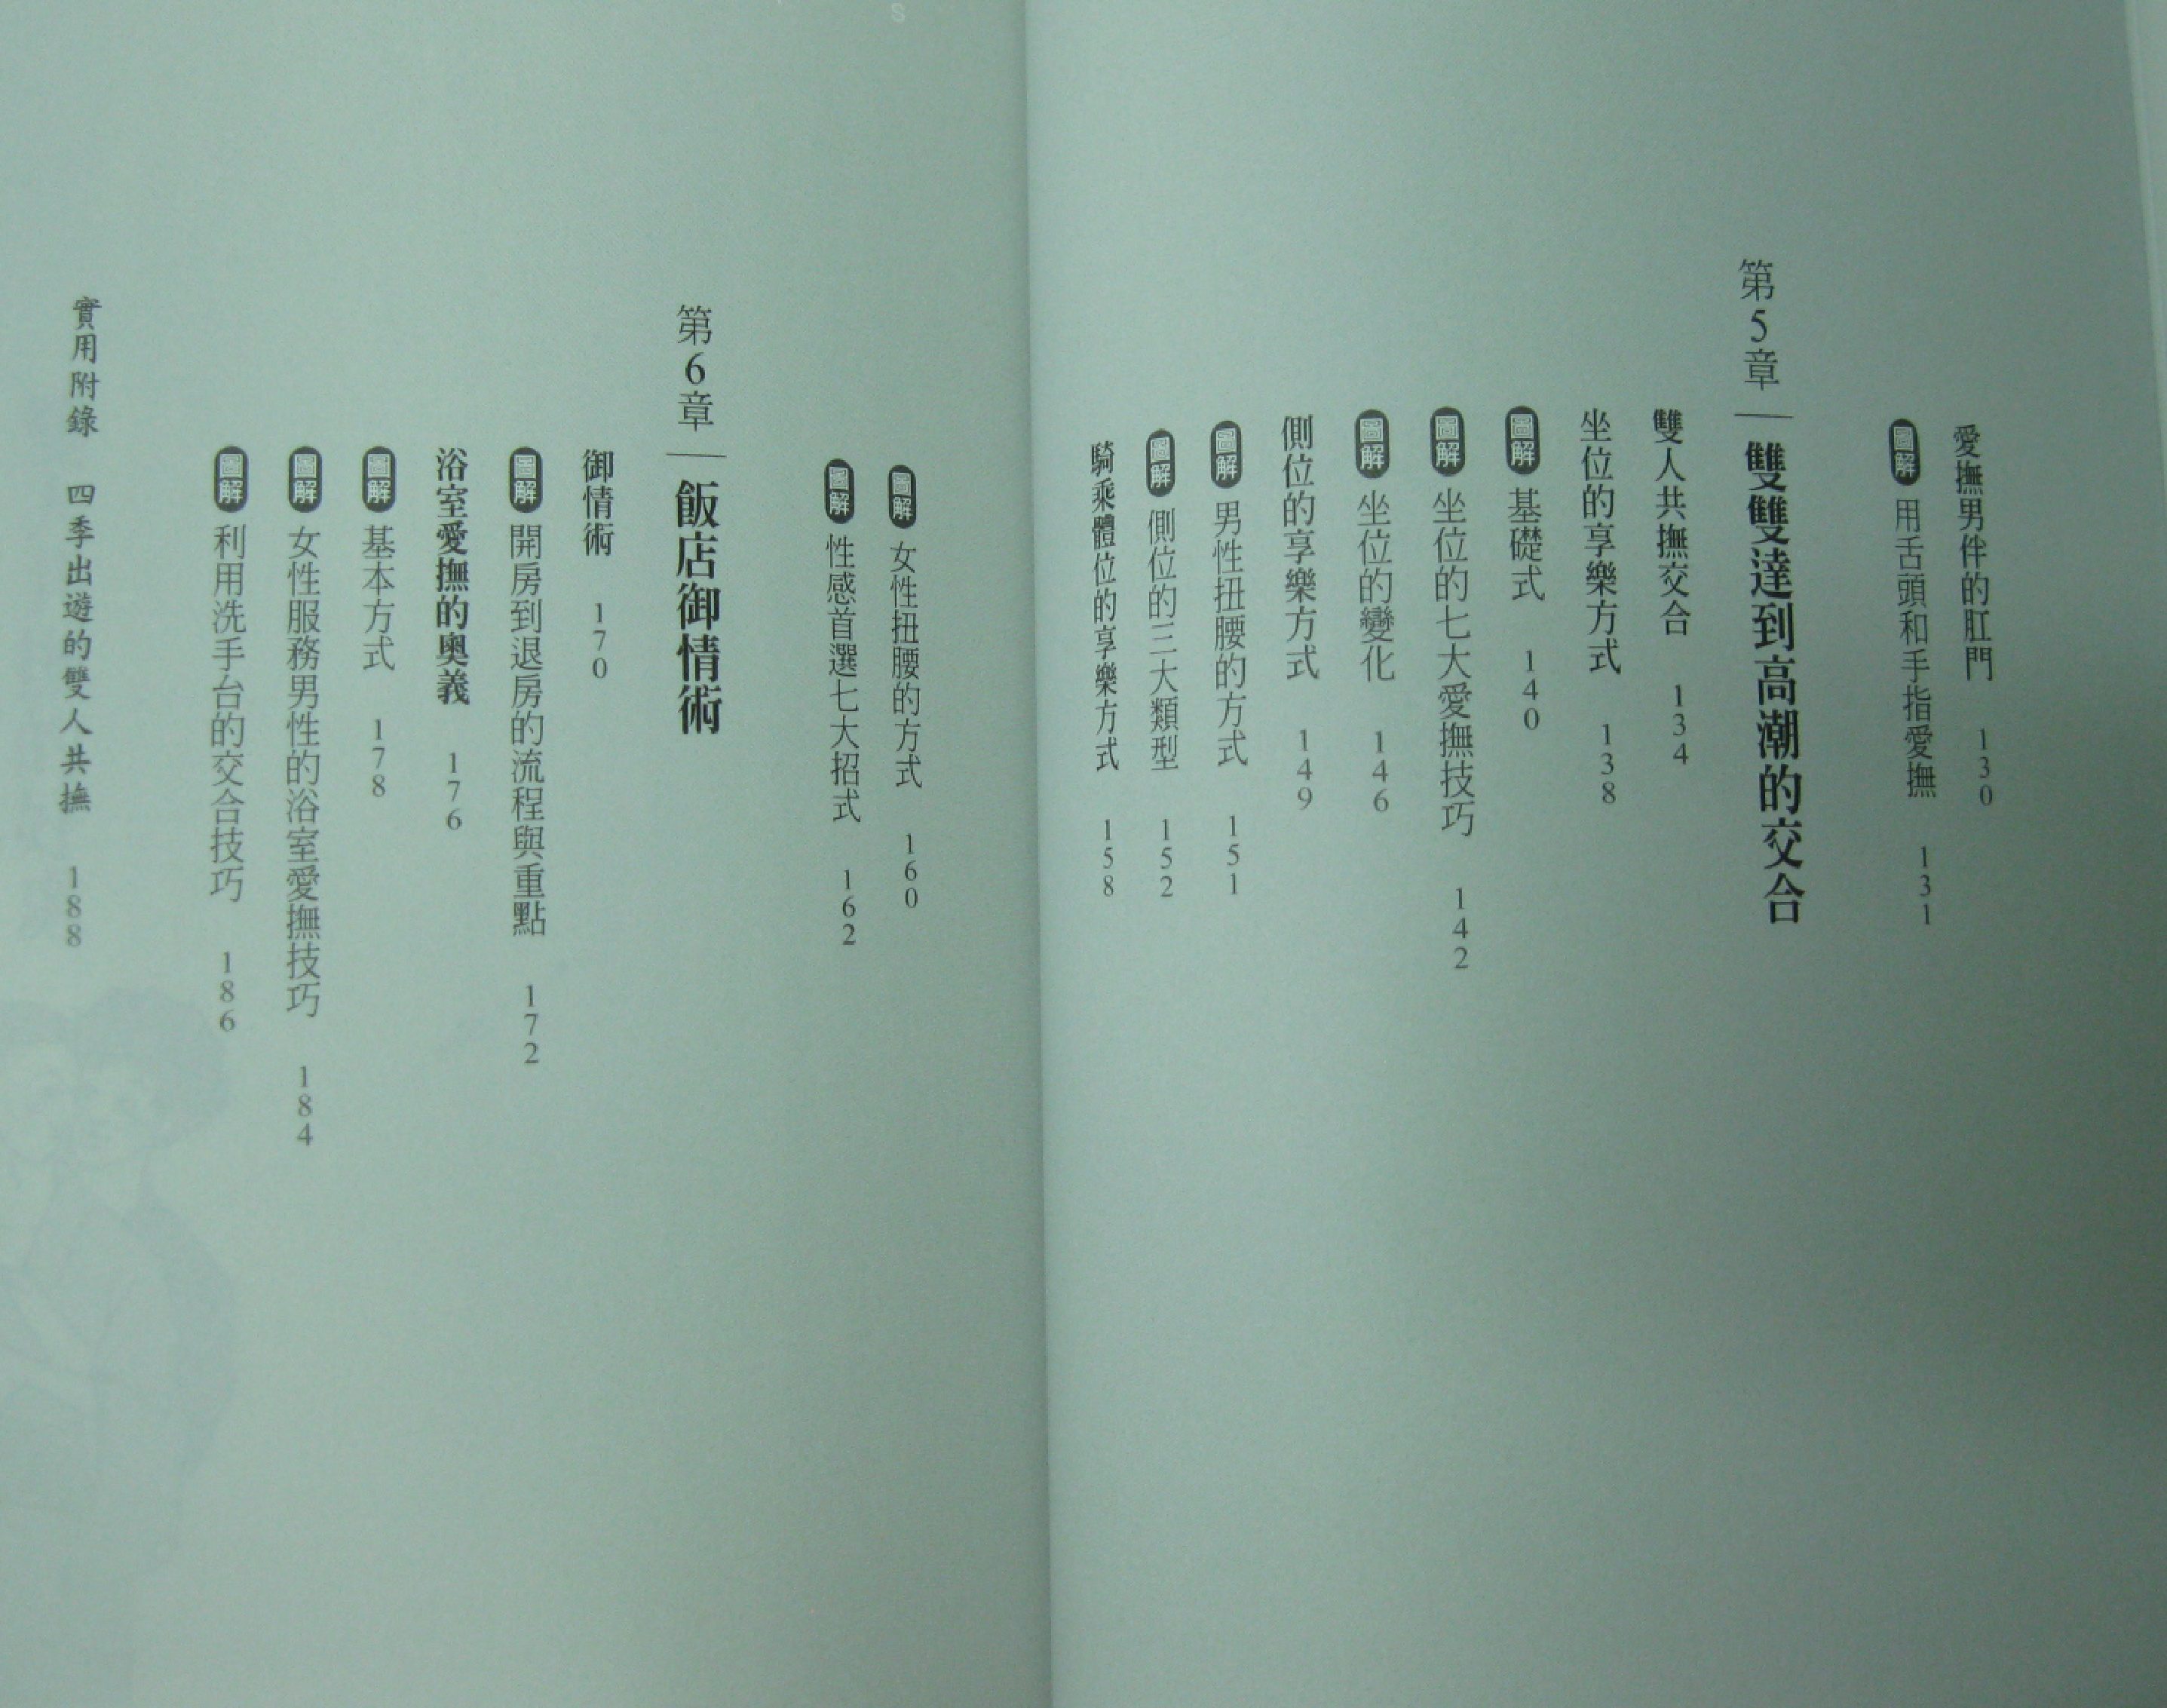 愛撫男伴的肛門 130
圖解 用舌頭和手指愛撫 131
第5章 雙雙達到高潮的交合
雙人共撫交合 134
坐位的享樂方式 138
圖解 基礎式 140
圖解 坐位的七大愛撫技巧 142
圖解 坐位的變化 146
側位的享樂方式 149
圖解 男性扭腰的方式 151
圖解 側位的三大類型 152
騎乘體位的享樂方式 158
圖解 女性扭腰的方式 160
圖解 性感首選七大招式 162
第6章 飯店御情術
御情術 170
圖解 開房到退房的流程與重點 172
浴室愛撫的奧義 176
圖解 基本方式 178
圖解 女性服務男性的浴室愛撫技巧 184
圖解 利用洗手台的交合技巧 186
實用附錄 四季出遊的雙人共撫 188
S